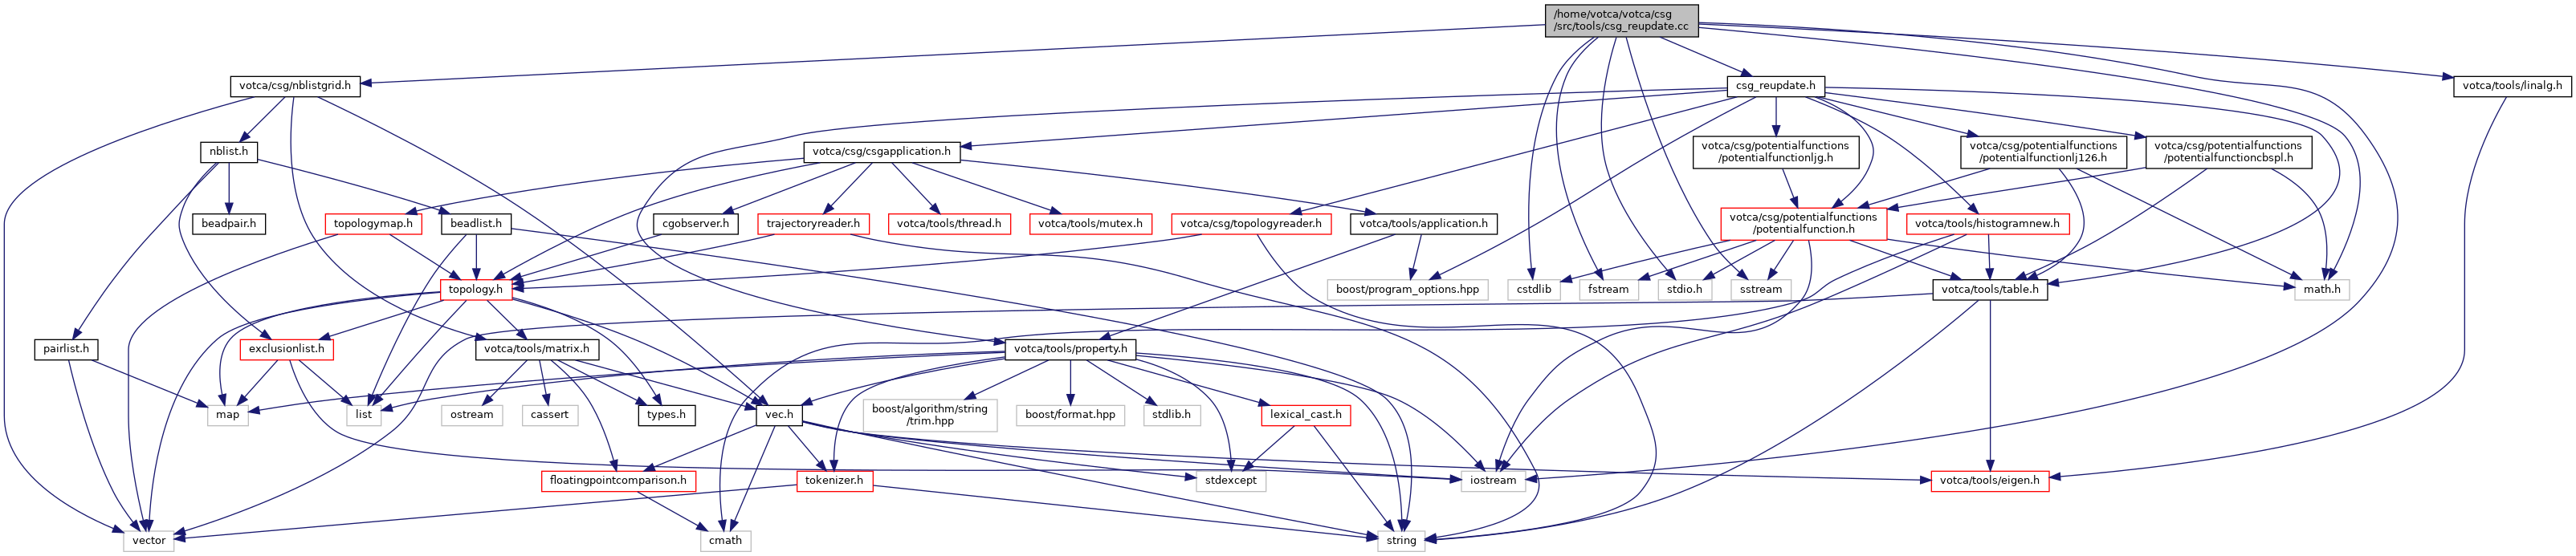 /home/votca/votca/csg
/src/tools/csg_reupdate.cc
votca/csg/nblistgrid.h
csg_reupdate.h
votca/tools/linalg.h
nblist.h
votca/csg/csgapplication.h
votca/csg/potentialfunctions
/potentialfunctionljg.h
votca/csg/potentialfunctions
/potentialfunctionlj126.h
votca/csg/potentialfunctions
/potentialfunctioncbspl.h
beadpair.h
topologymap.h
beadlist.h
cgobserver.h
trajectoryreader.h
votca/tools/thread.h
votca/tools/mutex.h
votca/csg/topologyreader.h
votca/tools/application.h
votca/csg/potentialfunctions
/potentialfunction.h
votca/tools/histogramnew.h
topology.h
boost/program_options.hpp
cstdlib
fstream
stdio.h
sstream
votca/tools/table.h
math.h
pairlist.h
exclusionlist.h
votca/tools/matrix.h
votca/tools/property.h
map
list
ostream
cassert
types.h
vec.h
boost/algorithm/string
/trim.hpp
boost/format.hpp
stdlib.h
lexical_cast.h
floatingpointcomparison.h
tokenizer.h
stdexcept
iostream
votca/tools/eigen.h
vector
cmath
string